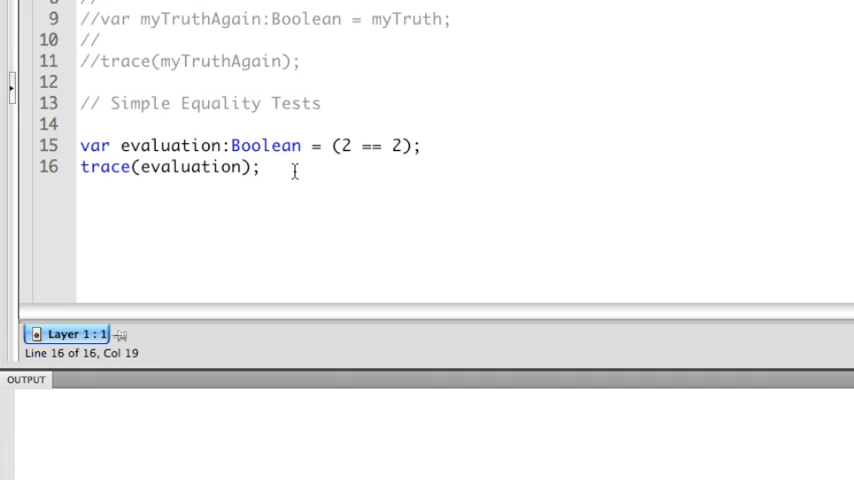 8 //
9 //var myTruthAgain:Boolean = myTruth;
10 //
11 //trace(myTruthAgain);
12
13 // Simple Equality Tests
14
15 var evaluation:Boolean = (2 == 2);
16 trace(evaluation);
Layer 1 : 1
Line 16 of 16, Col 19
OUTPUT